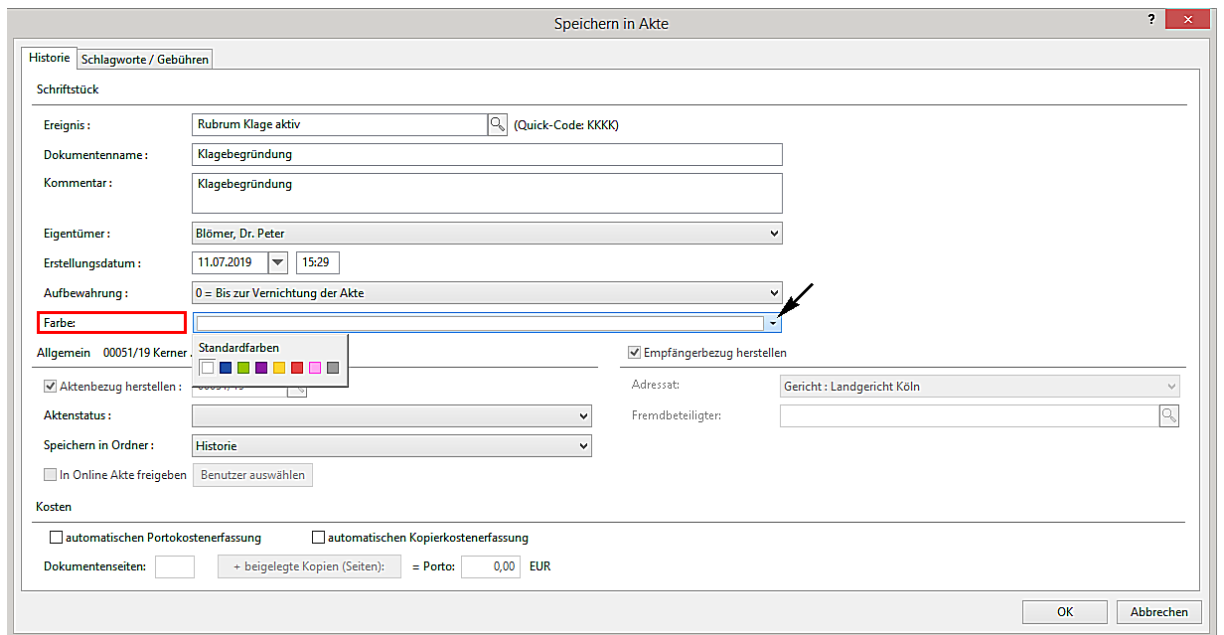 Speichern in Akte ?
Historie Schlagworte / Gebühren
Schriftstück
Ereignis : Rubrum Klage aktiv (Quick-Code: KKKK)
Dokumentenname : Klagebegründung
Kommentar : Klagebegründung
Eigentümer : Blömer, Dr. Peter
Erstellungsdatum : 11.07.2019 15:29
Aufbewahrung : 0 = Bis zur Vernichtung der Akte
Farbe:
Standardfarben
Allgemein 00051/19 Kerner Empfängerbezug herstellen
Aktenbezug herstellen : Adressat: Gericht : Landgericht Köln
Aktenstatus : Fremdbeteiligter:
Speichern in Ordner : Historie
In Online Akte freigeben Benutzer auswählen
Kosten
automatischen Portokostenerfassung automatischen Kopierkostenerfassung
Dokumentenseiten: + beigelegte Kopien (Seiten): = Porto: 0,00 EUR
OK Abbrechen